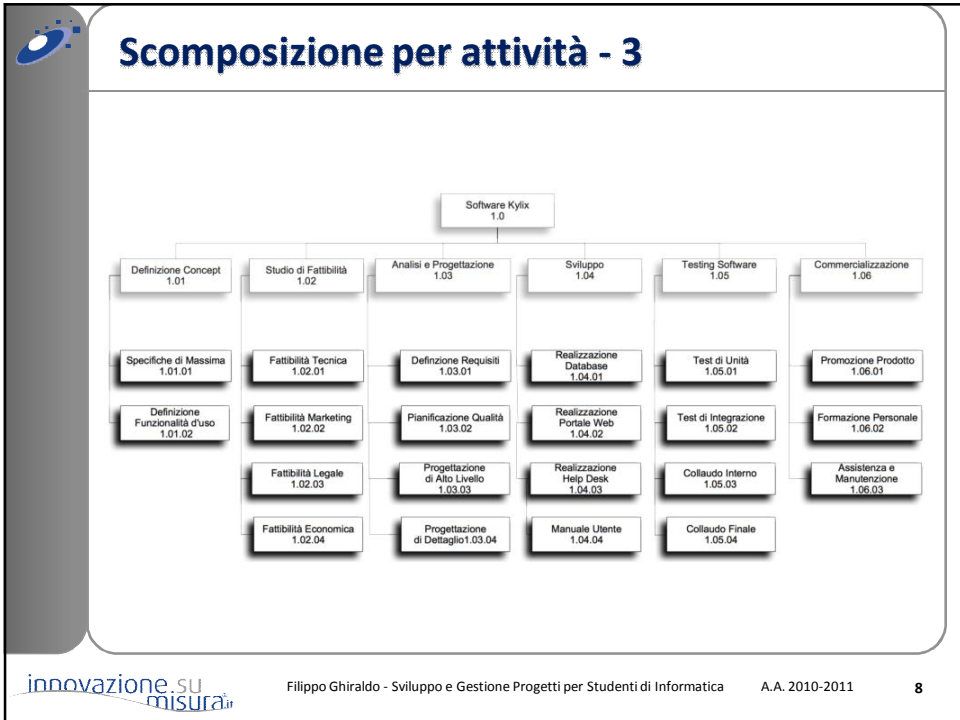 Scomposizione per attività - 3
Software Kylix
1.0
Definizione Concept
1.01
Studio di Fattibilità
1.02
Analisi e Progettazione
1.03
Sviluppo
1.04
Testing Software
1.05
Commercializzazione
1.06
Specifiche di Massima
1.01.01
Definizione
Funzionalità d'uso
1.01.02
Fattibilità Tecnica
1.02.01
Fattibilità Marketing
1.02.02
Fattibilità Legale
1.02.03
Fattibilità Economica
1.02.04
Definzione Requisiti
1.03.01
Pianificazione Qualità
1.03.02
Progettazione
di Alto Livello
1.03.03
Progettazione
di Dettaglio1.03.04
Realizzazione
Database
1.04.01
Realizzazione
Portale Web
1.04.02
Realizzazione
Help Desk
1.04.03
Manuale Utente
1.04.04
Test di Unità
1.05.01
Test di Integrazione
1.05.02
Collaudo Interno
1.05.03
Collaudo Finale
1.05.04
Promozione Prodotto
1.06.01
Formazione Personale
1.06.02
Assistenza e
Manutenzione
1.06.03
innovazione.su
misura.it
Filippo Ghiraldo - Sviluppo e Gestione Progetti per Studenti di Informatica A.A. 2010-2011 8